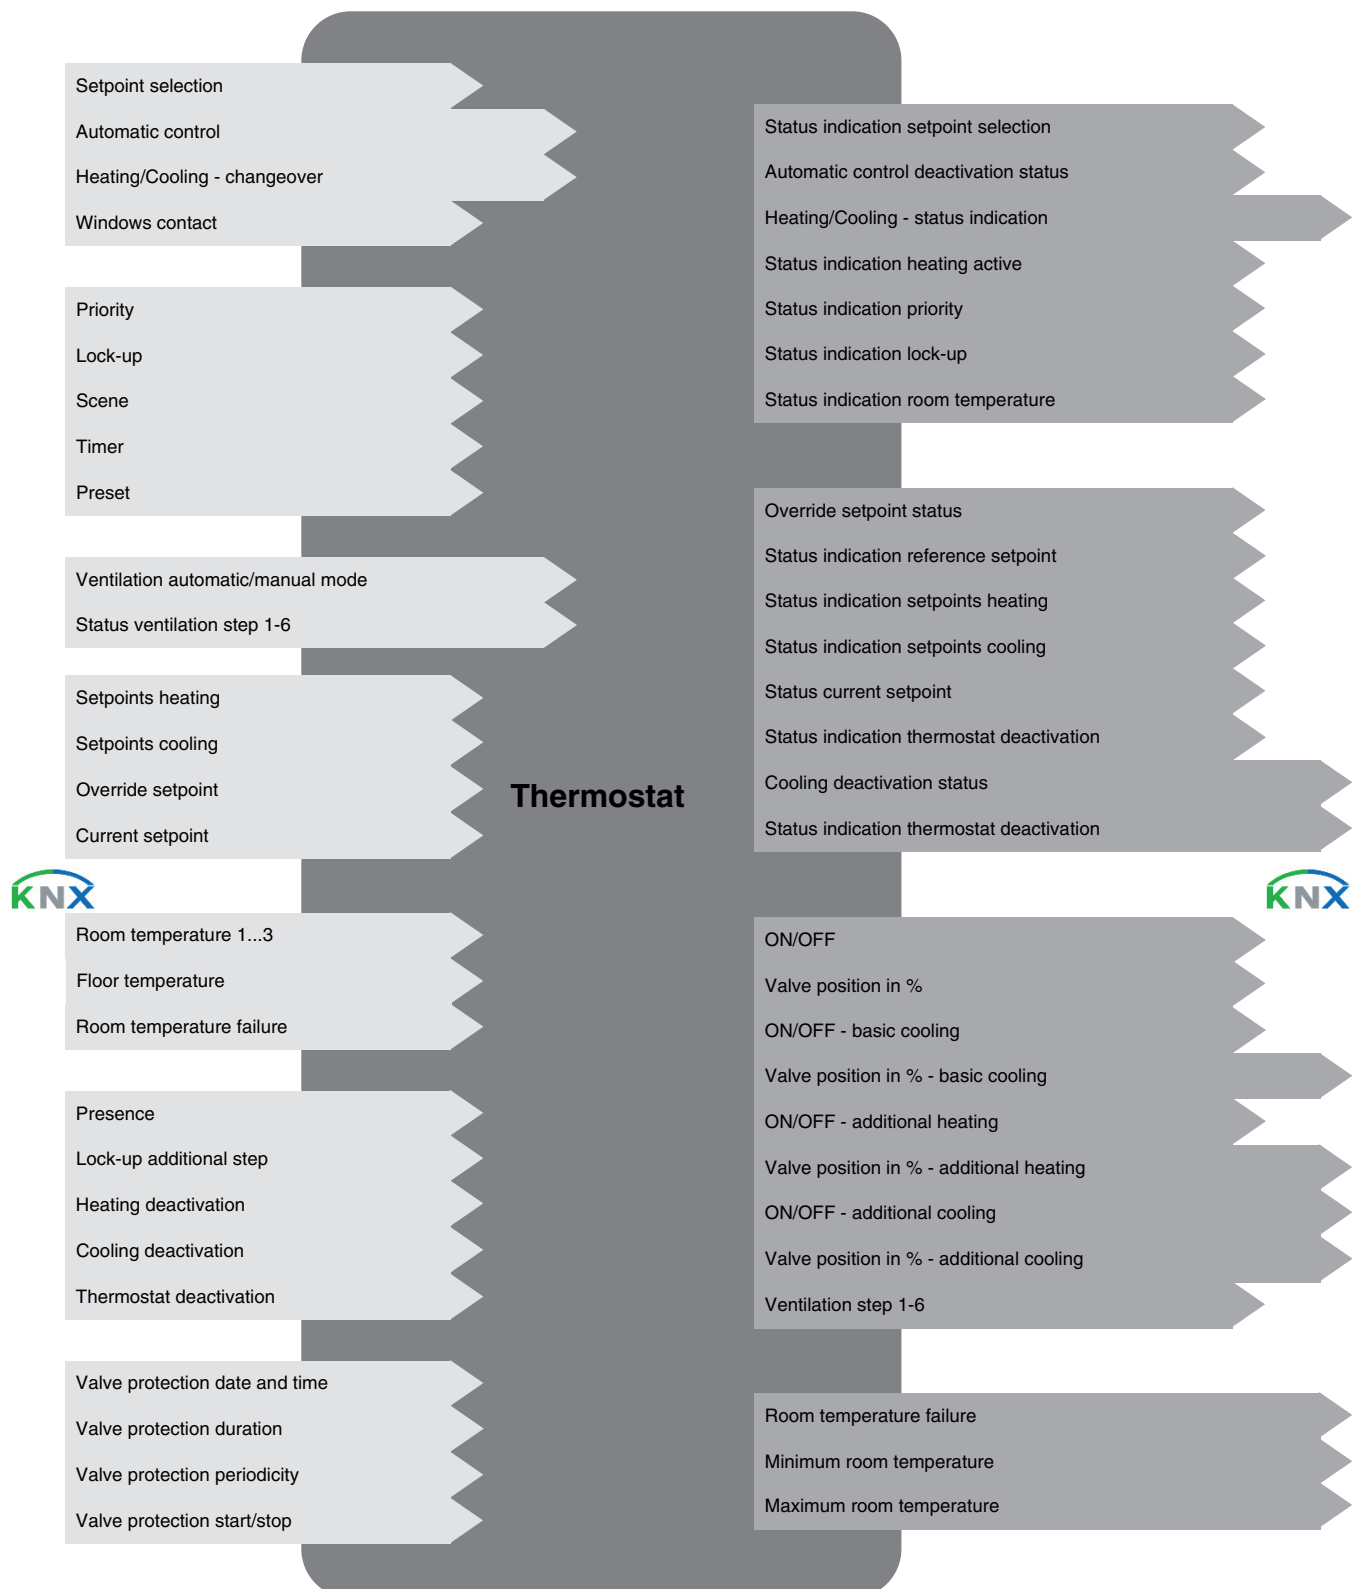 Setpoint selection
Automatic control
Heating/Cooling - changeover
Windows contact
Priority
Lock-up
Scene
Timer
Preset
Ventilation automatic/manual mode
Status ventilation step 1-6
Setpoints heating
Setpoints cooling
Override setpoint
Current setpoint
KNX
Room temperature 1...3
Floor temperature
Room temperature failure
Presence
Lock-up additional step
Heating deactivation
Cooling deactivation
Thermostat deactivation
Valve protection date and time
Valve protection duration
Valve protection periodicity
Valve protection start/stop
Thermostat
Status indication setpoint selection
Automatic control deactivation status
Heating/Cooling - status indication
Status indication heating active
Status indication priority
Status indication lock-up
Status indication room temperature
Override setpoint status
Status indication reference setpoint
Status indication setpoints heating
Status indication setpoints cooling
Status current setpoint
Status indication thermostat deactivation
Cooling deactivation status
Status indication thermostat deactivation
KNX
ON/OFF
Valve position in %
ON/OFF - basic cooling
Valve position in % - basic cooling
ON/OFF - additional heating
Valve position in % - additional heating
ON/OFF - additional cooling
Valve position in % - additional cooling
Ventilation step 1-6
Room temperature failure
Minimum room temperature
Maximum room temperature